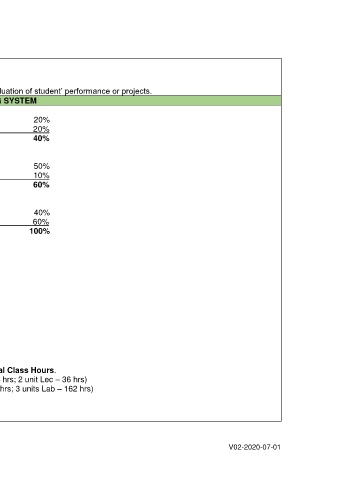 luation of student' performance or projects.
SYSTEM
20%
20%
40%
50%
10%
60%
40%
60%
100%
al Class Hours.
hrs; 2 unit Lec – 36 hrs)
hrs; 3 units Lab – 162 hrs)
V02-2020-07-01